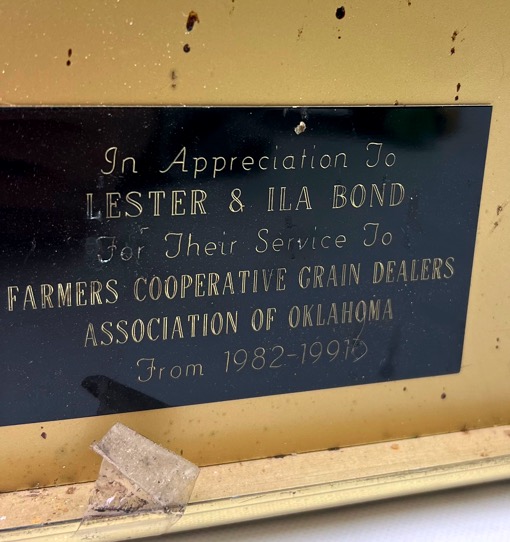 In Appreciation To
LESTER & ILA BOND
For Their Service To
FARMERS COOPERATIVE GRAIN DEALERS
ASSOCIATION OF OKLAHOMA
From 1982-1991